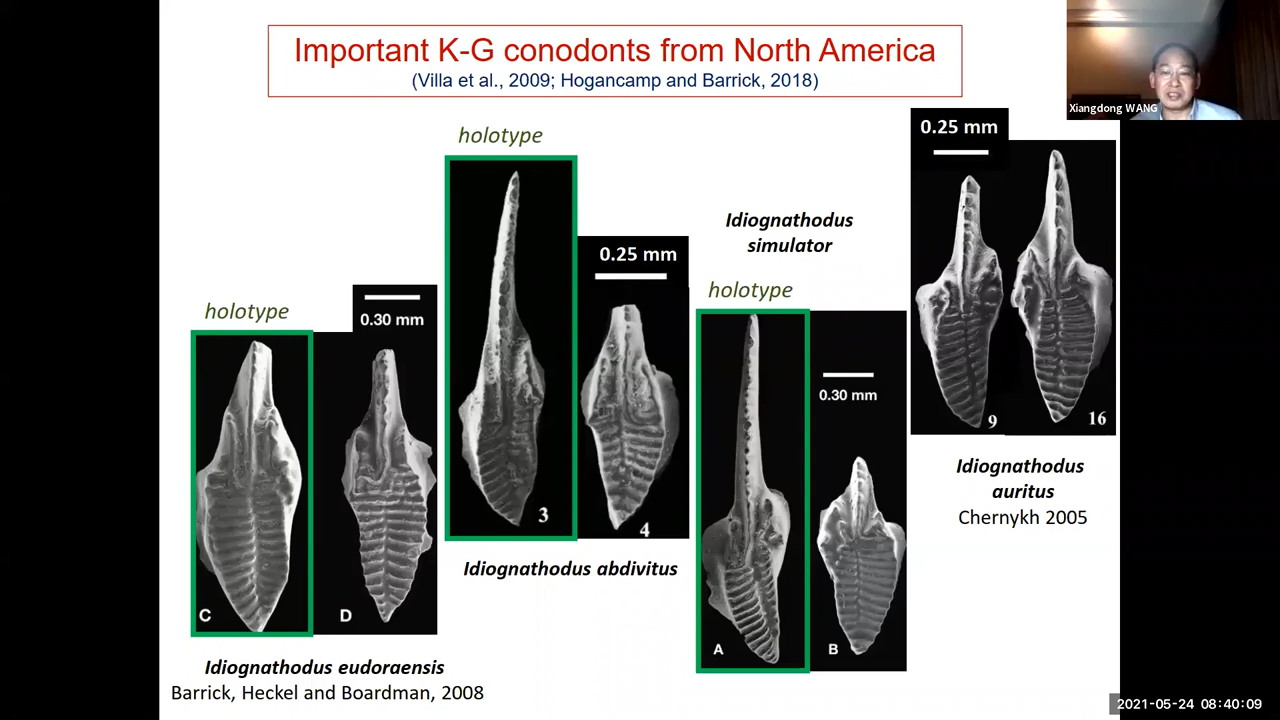 Important K-G conodonts from North America
(Villa et al., 2009; Hogancamp and Barrick, 2018)
Xiangdong WANG
holotype
0.30 mm
C
D
Idiognathodus eudoraensis
Barrick, Heckel and Boardman, 2008
holotype
0.25 mm
3
4
Idiognathodus abdivitus
Idiognathodus
simulator
holotype
0.30 mm
A
B
0.25 mm
9
16
Idiognathodus
auritus
Chernykh 2005
2021-05-24 08:40:09